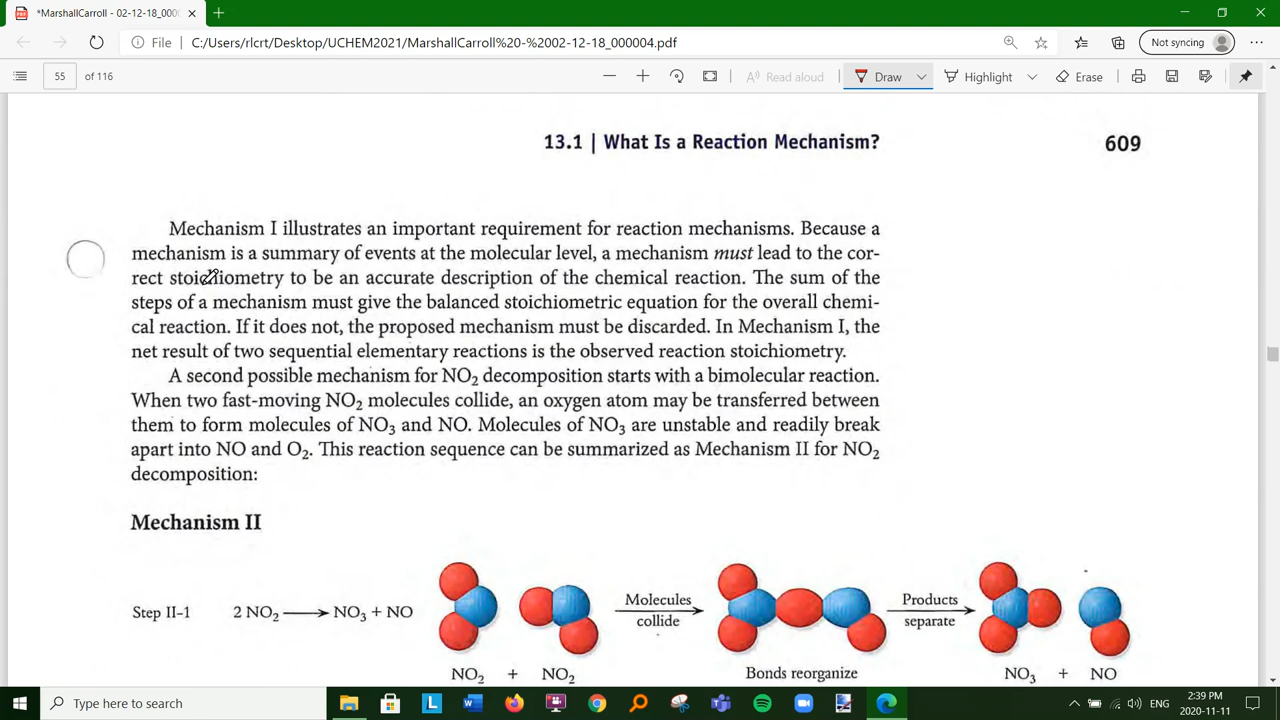 *MarshallCarroll - 02-12-18_000
File
C:/Users/rlcrt/Desktop/UCHEM2021/MarshallCarroll%20-%2002-12-18_000004.pdf
Not syncing
55 of 116
Read aloud
Draw
Highlight
Erase
13.1 | What Is a Reaction Mechanism? 609
Mechanism I illustrates an important requirement for reaction mechanisms. Because a
mechanism is a summary of events at the molecular level, a mechanism must lead to the cor-
rect stoichiometry to be an accurate description of the chemical reaction. The sum of the
steps of a mechanism must give the balanced stoichiometric equation for the overall chemi-
cal reaction. If it does not, the proposed mechanism must be discarded. In Mechanism I, the
net result of two sequential elementary reactions is the observed reaction stoichiometry.
A second possible mechanism for NO₂ decomposition starts with a bimolecular reaction.
When two fast-moving NO₂ molecules collide, an oxygen atom may be transferred between
them to form molecules of NO₃ and NO. Molecules of NO₃ are unstable and readily break
apart into NO and O₂. This reaction sequence can be summarized as Mechanism II for NO₂
decomposition:
Mechanism II
Step II-1 2 NO₂ ⟶ NO₃ + NO
Molecules
collide
Products
separate
NO₂ + NO₂
Bonds reorganize
NO₃ + NO
Type here to search
ENG
2:39 PM
2020-11-11